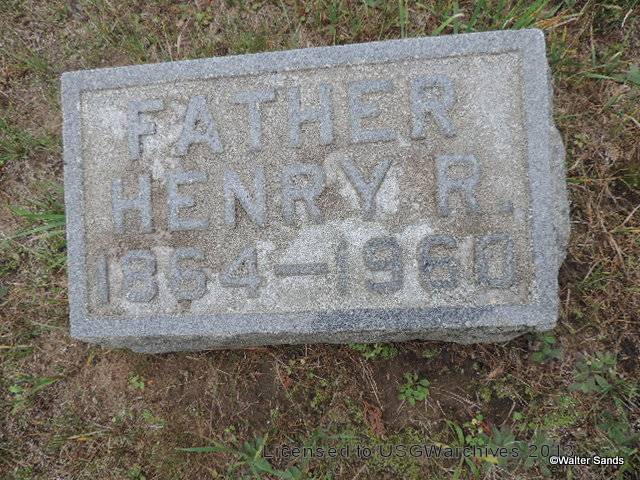 FATHER
HENRY R.
1864–1960
Licensed to USGWarchives 2013
©Walter Sands